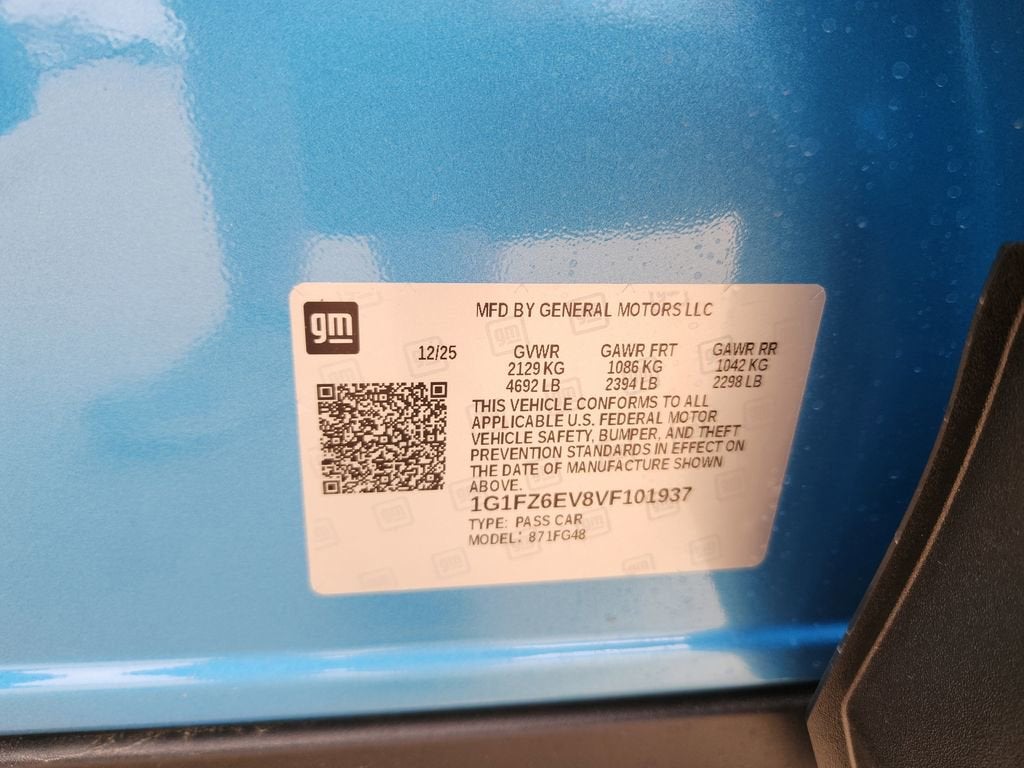 gm
MFD BY GENERAL MOTORS LLC
12/25
GVWR GAWR FRT GAWR RR
2129 KG 1086 KG 1042 KG
4692 LB 2394 LB 2298 LB
THIS VEHICLE CONFORMS TO ALL
APPLICABLE U.S. FEDERAL MOTOR
VEHICLE SAFETY, BUMPER, AND THEFT
PREVENTION STANDARDS IN EFFECT ON
THE DATE OF MANUFACTURE SHOWN
ABOVE.
1G1FZ6EV8VF101937
TYPE: PASS CAR
MODEL: 871FG48